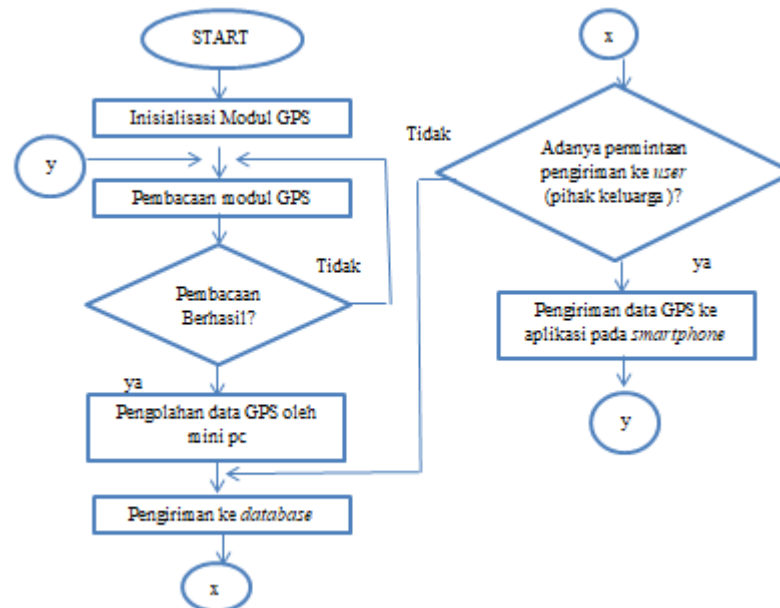 START
Inisialisasi Modul GPS
y
Pembacaan modul GPS
Tidak
Pembacaan
Berhasil?
ya
Pengolahan data GPS oleh
mini pc
Pengiriman ke database
x
x
Tidak
Adanya permintaan
pengiriman ke user
(pihak keluarga)?
ya
Pengiriman data GPS ke
aplikasi pada smartphone
y